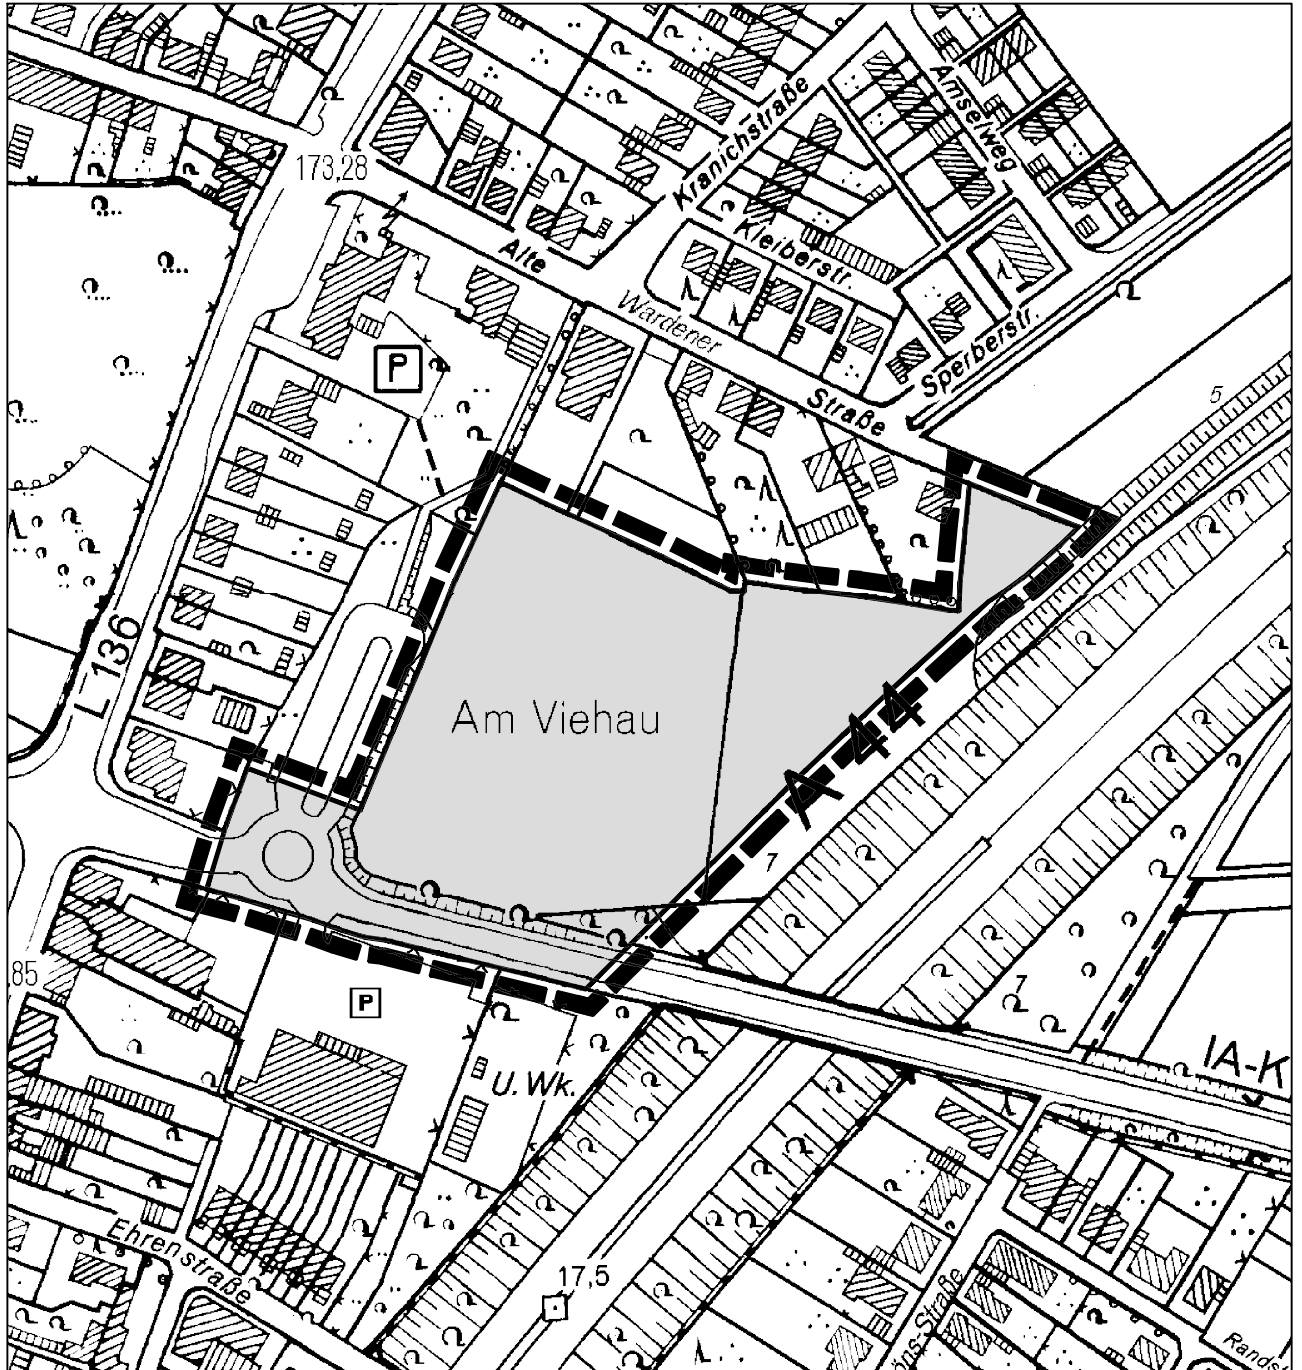 Amselweg
Kranichstraße
173,28
Kleiberstr.
Alte
Wardener
Straße
Sperberstr.
P
5
L 136
Am Viehau
A 44
7
,85
P
7
IA-K
U. Wk.
Ehrenstraße
17,5